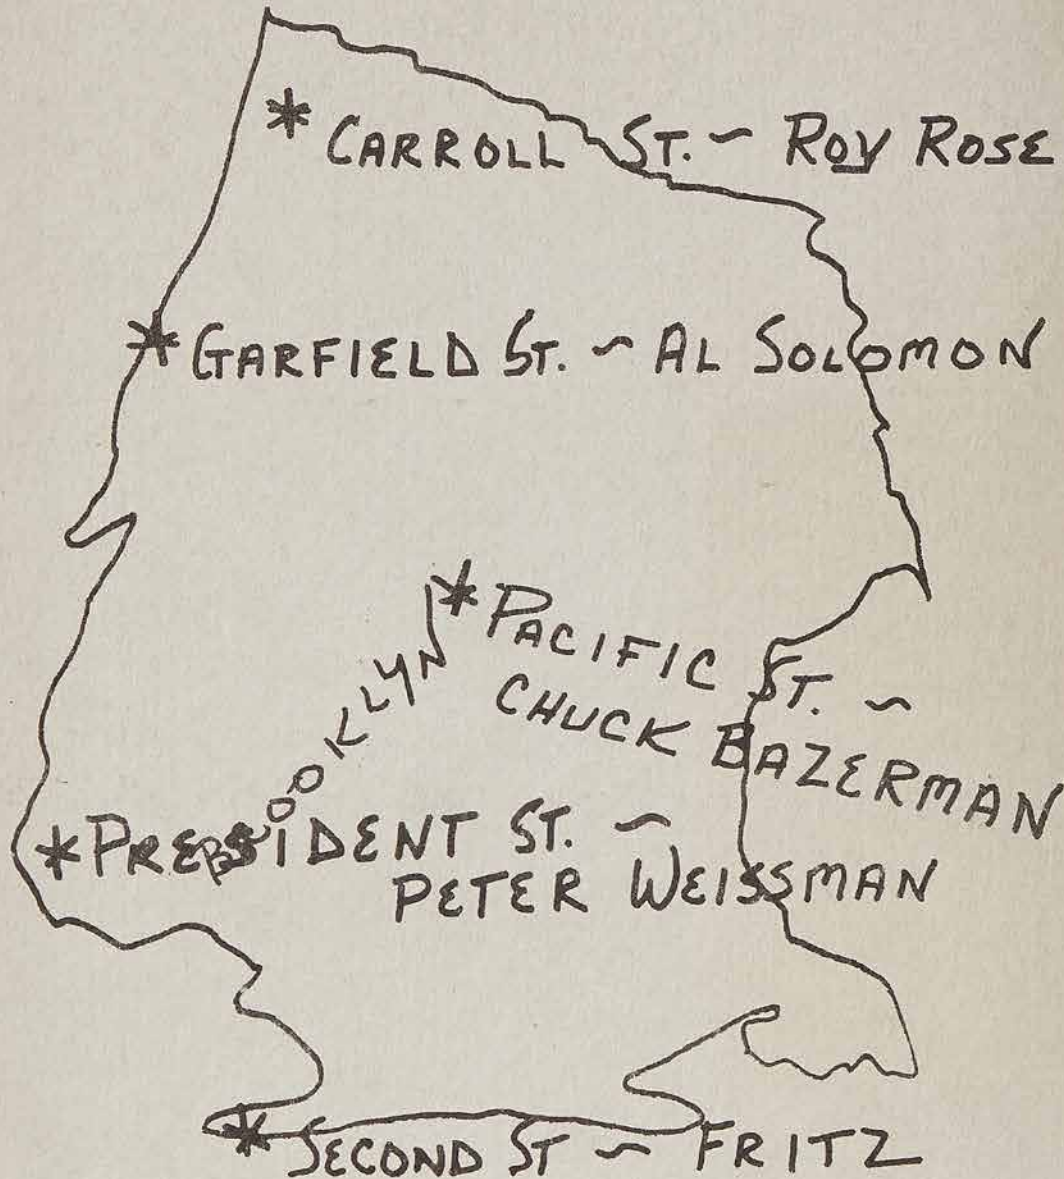 * CARROLL ST. ~ ROY ROSE
* GARFIELD ST. ~ AL SOLOMON
* PACIFIC ST. ~
CHUCK BAZERMAN
BROOKLYN
* PRESIDENT ST. ~
PETER WEISSMAN
* SECOND ST ~ FRITZ